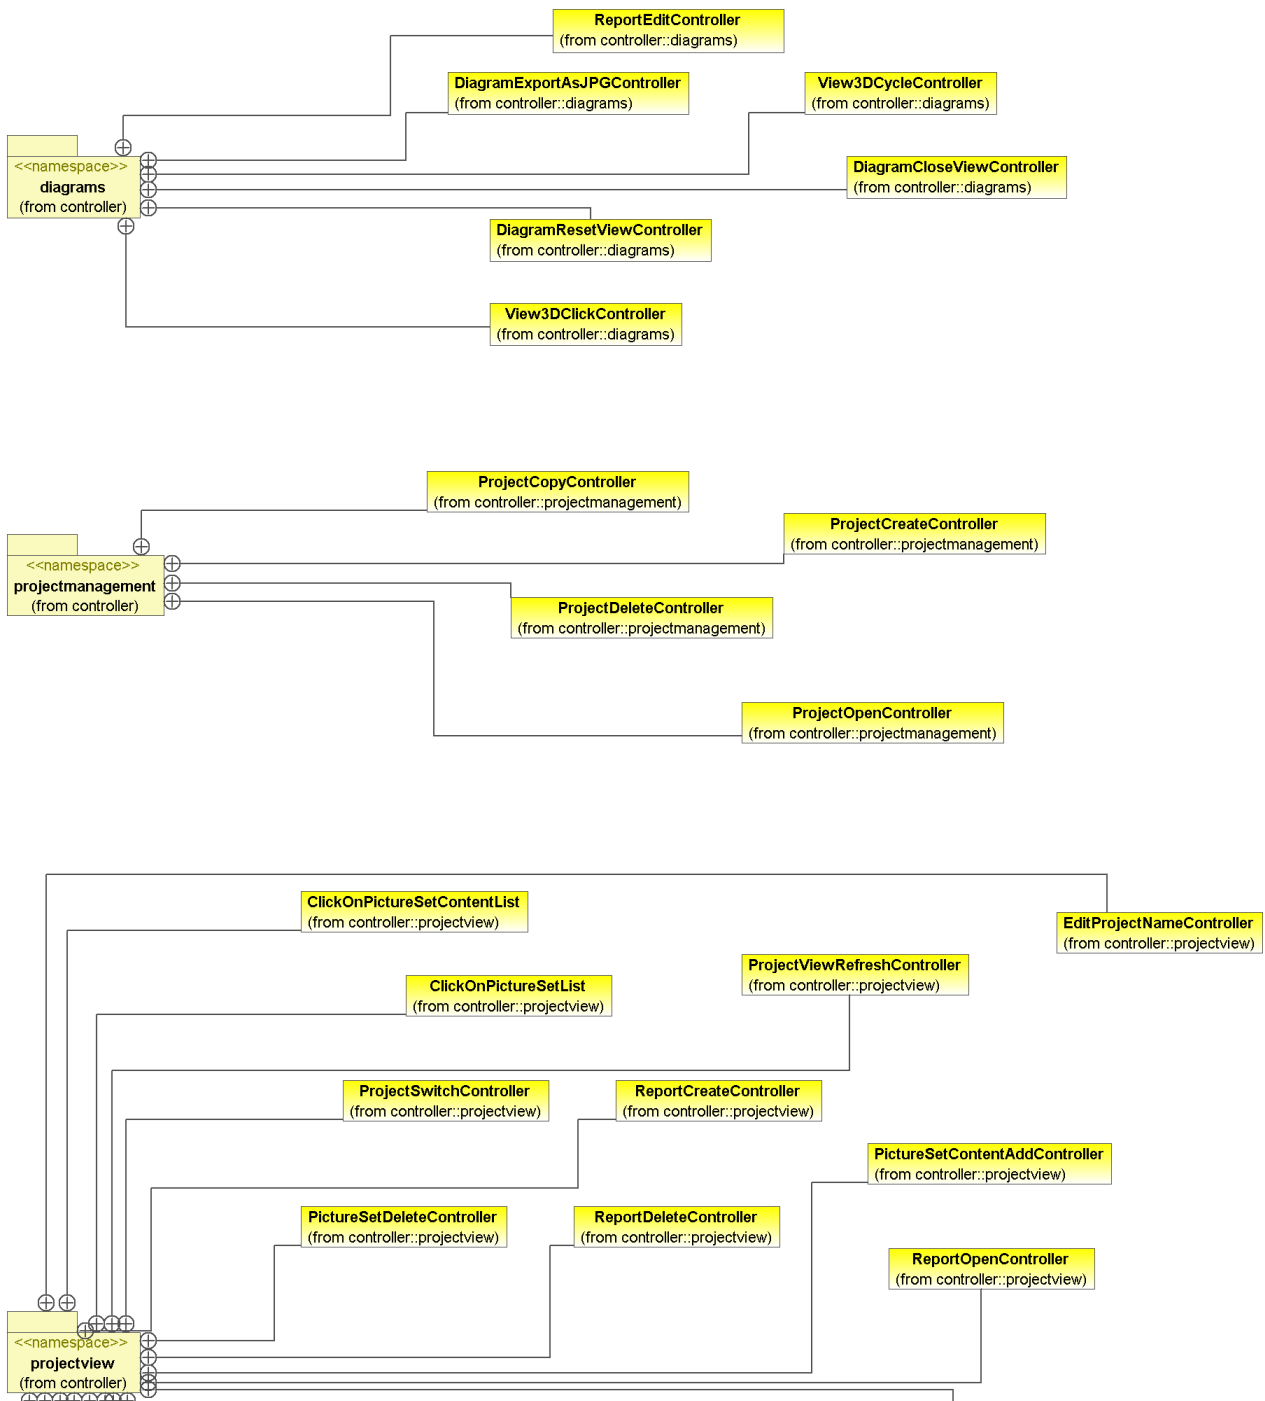 ReportEditController
(from controller::diagrams)
DiagramExportAsJPGController
(from controller::diagrams)
View3DCycleController
(from controller::diagrams)
<<namespace>>
diagrams
(from controller)
DiagramCloseViewController
(from controller::diagrams)
DiagramResetViewController
(from controller::diagrams)
View3DClickController
(from controller::diagrams)
ProjectCopyController
(from controller::projectmanagement)
ProjectCreateController
(from controller::projectmanagement)
<<namespace>>
projectmanagement
(from controller)
ProjectDeleteController
(from controller::projectmanagement)
ProjectOpenController
(from controller::projectmanagement)
ClickOnPictureSetContentList
(from controller::projectview)
EditProjectNameController
(from controller::projectview)
ProjectViewRefreshController
(from controller::projectview)
ClickOnPictureSetList
(from controller::projectview)
ProjectSwitchController
(from controller::projectview)
ReportCreateController
(from controller::projectview)
PictureSetContentAddController
(from controller::projectview)
PictureSetDeleteController
(from controller::projectview)
ReportDeleteController
(from controller::projectview)
ReportOpenController
(from controller::projectview)
<<namespace>>
projectview
(from controller)